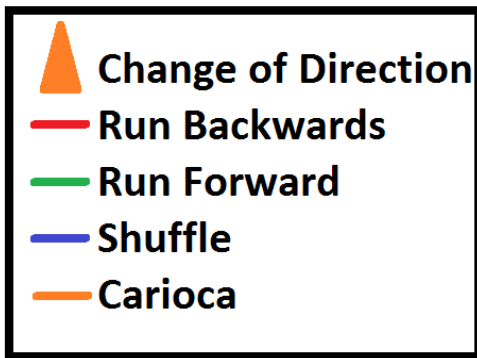 Change of Direction
Run Backwards
Run Forward
Shuffle
Carioca